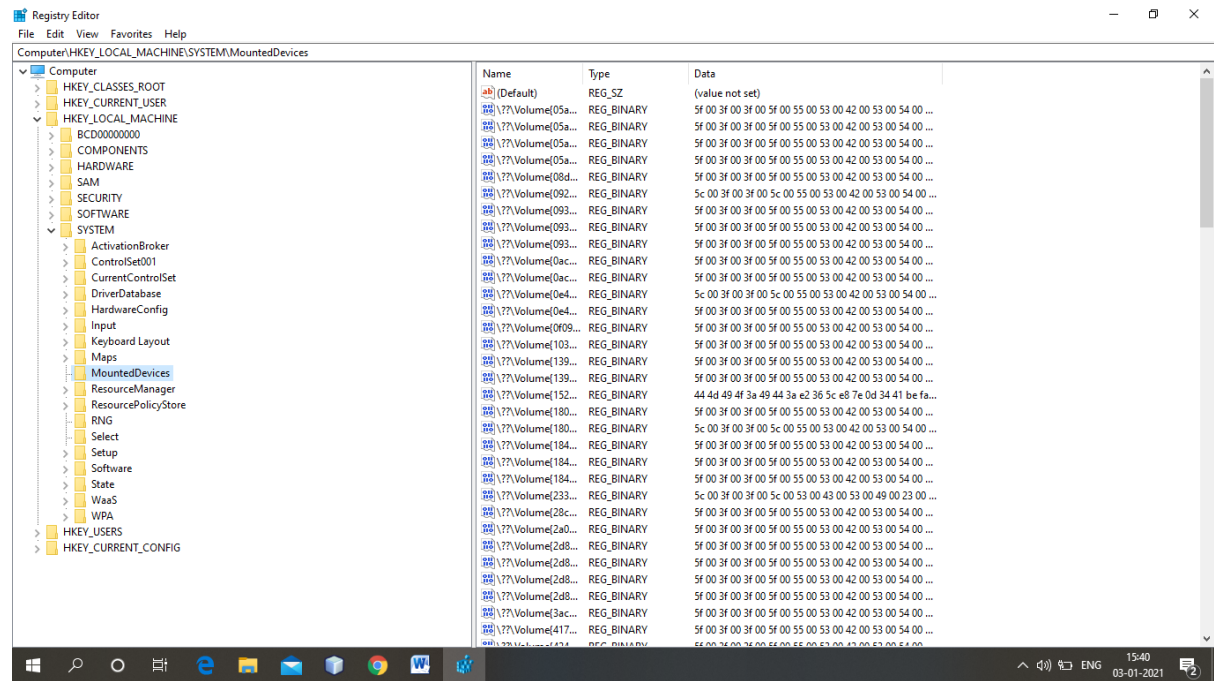 Registry Editor
File Edit View Favorites Help
Computer\HKEY_LOCAL_MACHINE\SYSTEM\MountedDevices
Computer
HKEY_CLASSES_ROOT
HKEY_CURRENT_USER
HKEY_LOCAL_MACHINE
BCD00000000
COMPONENTS
HARDWARE
SAM
SECURITY
SOFTWARE
SYSTEM
ActivationBroker
ControlSet001
CurrentControlSet
DriverDatabase
HardwareConfig
Input
Keyboard Layout
Maps
MountedDevices
ResourceManager
ResourcePolicyStore
RNG
Select
Setup
Software
State
WaaS
WPA
HKEY_USERS
HKEY_CURRENT_CONFIG
Name Type Data
(Default) REG_SZ (value not set)
\??\Volume{05a... REG_BINARY 5f 00 3f 00 3f 00 5f 00 55 00 53 00 42 00 53 00 54 00 ...
\??\Volume{05a... REG_BINARY 5f 00 3f 00 3f 00 5f 00 55 00 53 00 42 00 53 00 54 00 ...
\??\Volume{05a... REG_BINARY 5f 00 3f 00 3f 00 5f 00 55 00 53 00 42 00 53 00 54 00 ...
\??\Volume{05a... REG_BINARY 5f 00 3f 00 3f 00 5f 00 55 00 53 00 42 00 53 00 54 00 ...
\??\Volume{08d... REG_BINARY 5f 00 3f 00 3f 00 5f 00 55 00 53 00 42 00 53 00 54 00 ...
\??\Volume{092... REG_BINARY 5c 00 3f 00 3f 00 5c 00 55 00 53 00 42 00 53 00 54 00 ...
\??\Volume{093... REG_BINARY 5f 00 3f 00 3f 00 5f 00 55 00 53 00 42 00 53 00 54 00 ...
\??\Volume{093... REG_BINARY 5f 00 3f 00 3f 00 5f 00 55 00 53 00 42 00 53 00 54 00 ...
\??\Volume{093... REG_BINARY 5f 00 3f 00 3f 00 5f 00 55 00 53 00 42 00 53 00 54 00 ...
\??\Volume{0ac... REG_BINARY 5f 00 3f 00 3f 00 5f 00 55 00 53 00 42 00 53 00 54 00 ...
\??\Volume{0ac... REG_BINARY 5f 00 3f 00 3f 00 5f 00 55 00 53 00 42 00 53 00 54 00 ...
\??\Volume{0e4... REG_BINARY 5c 00 3f 00 3f 00 5c 00 55 00 53 00 42 00 53 00 54 00 ...
\??\Volume{0e4... REG_BINARY 5f 00 3f 00 3f 00 5f 00 55 00 53 00 42 00 53 00 54 00 ...
\??\Volume{0f09... REG_BINARY 5f 00 3f 00 3f 00 5f 00 55 00 53 00 42 00 53 00 54 00 ...
\??\Volume{103... REG_BINARY 5f 00 3f 00 3f 00 5f 00 55 00 53 00 42 00 53 00 54 00 ...
\??\Volume{139... REG_BINARY 5f 00 3f 00 3f 00 5f 00 55 00 53 00 42 00 53 00 54 00 ...
\??\Volume{139... REG_BINARY 5f 00 3f 00 3f 00 5f 00 55 00 53 00 42 00 53 00 54 00 ...
\??\Volume{152... REG_BINARY 44 4d 49 4f 3a 49 44 3a e2 36 5c e8 7e 0d 34 41 be fa...
\??\Volume{180... REG_BINARY 5f 00 3f 00 3f 00 5f 00 55 00 53 00 42 00 53 00 54 00 ...
\??\Volume{180... REG_BINARY 5c 00 3f 00 3f 00 5c 00 55 00 53 00 42 00 53 00 54 00 ...
\??\Volume{184... REG_BINARY 5f 00 3f 00 3f 00 5f 00 55 00 53 00 42 00 53 00 54 00 ...
\??\Volume{184... REG_BINARY 5f 00 3f 00 3f 00 5f 00 55 00 53 00 42 00 53 00 54 00 ...
\??\Volume{184... REG_BINARY 5f 00 3f 00 3f 00 5f 00 55 00 53 00 42 00 53 00 54 00 ...
\??\Volume{233... REG_BINARY 5c 00 3f 00 3f 00 5c 00 53 00 43 00 53 00 49 00 23 00 ...
\??\Volume{28c... REG_BINARY 5f 00 3f 00 3f 00 5f 00 55 00 53 00 42 00 53 00 54 00 ...
\??\Volume{2a0... REG_BINARY 5f 00 3f 00 3f 00 5f 00 55 00 53 00 42 00 53 00 54 00 ...
\??\Volume{2d8... REG_BINARY 5f 00 3f 00 3f 00 5f 00 55 00 53 00 42 00 53 00 54 00 ...
\??\Volume{2d8... REG_BINARY 5f 00 3f 00 3f 00 5f 00 55 00 53 00 42 00 53 00 54 00 ...
\??\Volume{2d8... REG_BINARY 5f 00 3f 00 3f 00 5f 00 55 00 53 00 42 00 53 00 54 00 ...
\??\Volume{2d8... REG_BINARY 5f 00 3f 00 3f 00 5f 00 55 00 53 00 42 00 53 00 54 00 ...
\??\Volume{3ac... REG_BINARY 5f 00 3f 00 3f 00 5f 00 55 00 53 00 42 00 53 00 54 00 ...
\??\Volume{417... REG_BINARY 5f 00 3f 00 3f 00 5f 00 55 00 53 00 42 00 53 00 54 00 ...
ENG
15:40
03-01-2021
2